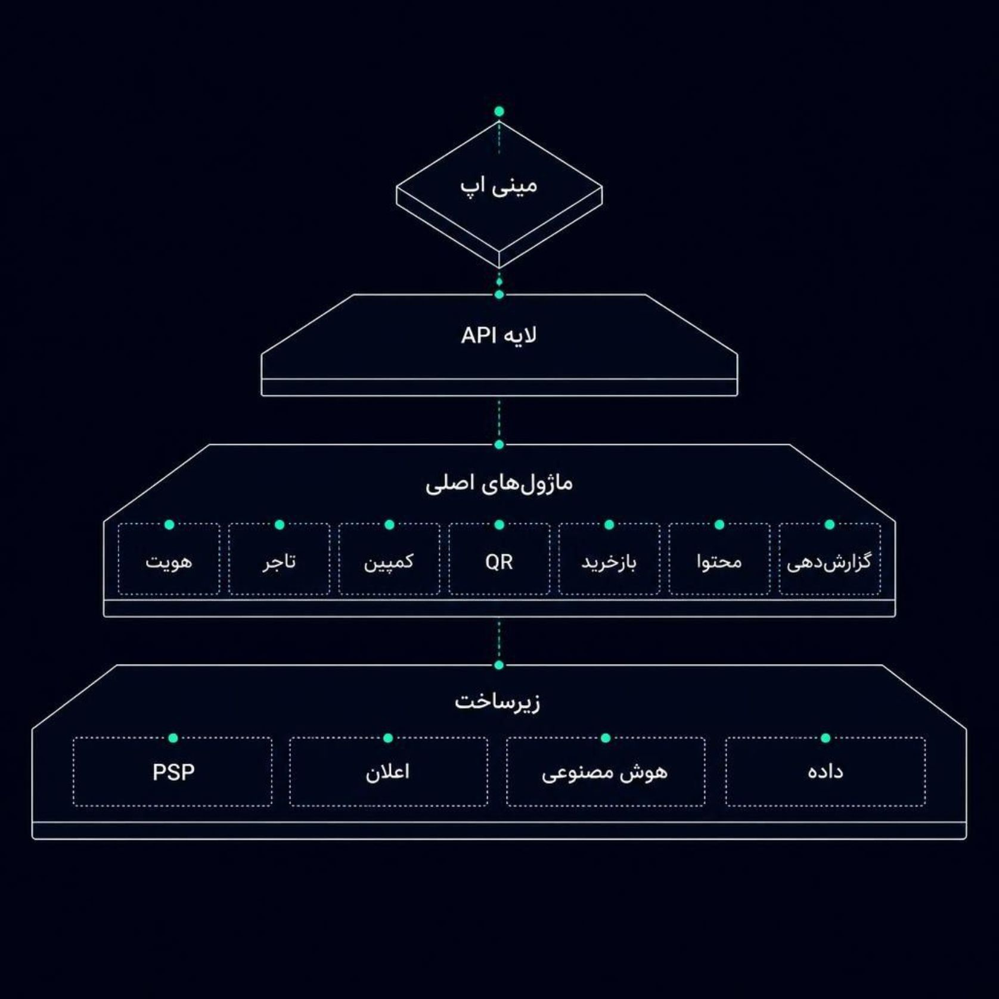 مینی اپ
لایه API
ماژول‌های اصلی
گزارش‌دهی
محتوا
بازخرید
QR
کمپین
تاجر
هویت
زیرساخت
داده
هوش مصنوعی
اعلان
PSP